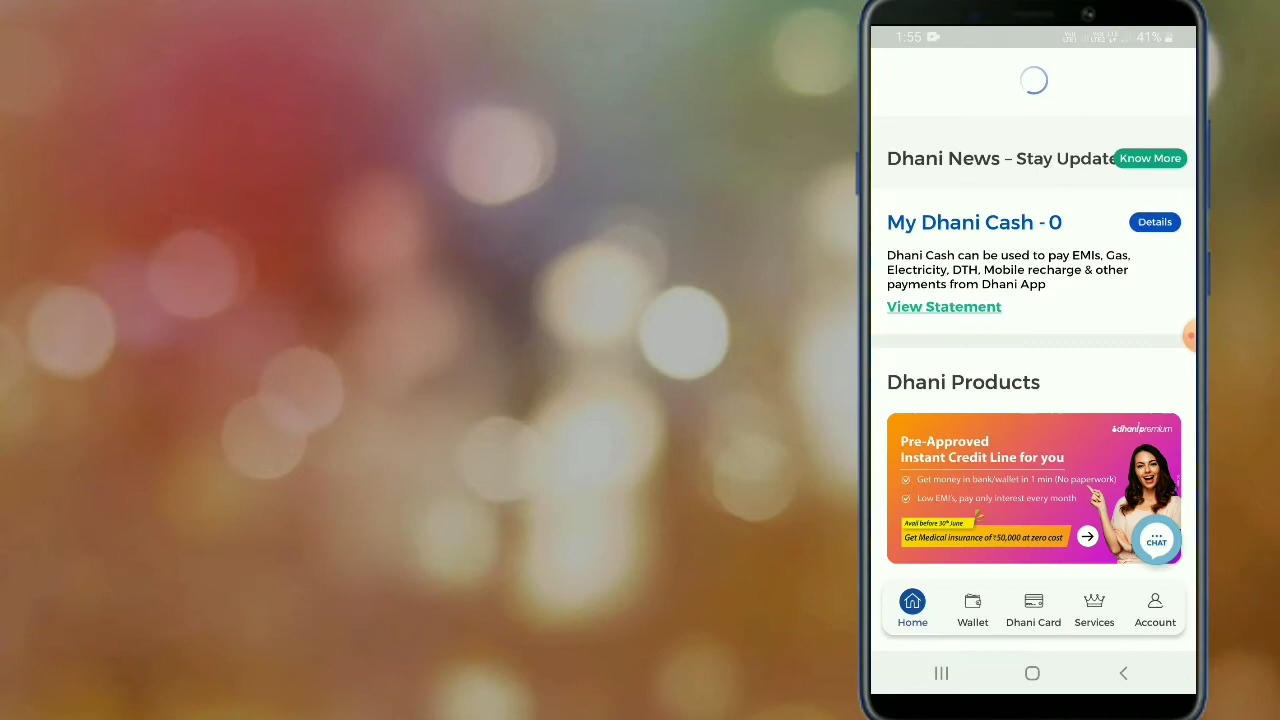 1:55
41%
Dhani News – Stay Update
Know More
My Dhani Cash - 0
Details
Dhani Cash can be used to pay EMIs, Gas,
Electricity, DTH, Mobile recharge & other
payments from Dhani App
View Statement
Dhani Products
dhanipremium
Pre-Approved
Instant Credit Line for you
Get money in bank/wallet in 1 min (No paperwork)
Low EMI's, pay only interest every month
Avail before 30th June
Get Medical insurance of ₹50,000 at zero cost
CHAT
Home
Wallet
Dhani Card
Services
Account